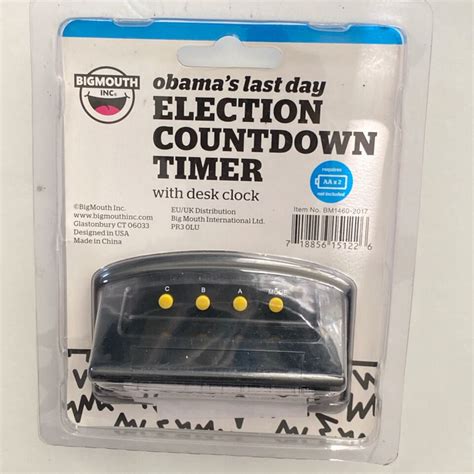 BIGMOUTH
INC®
obama's last day
ELECTION
COUNTDOWN
TIMER
with desk clock
requires
AA x 2
not included
©BigMouth Inc.
www.bigmouthinc.com
Glastonbury CT 06033
Designed in USA
Made in China
EU/UK Distribution
Big Mouth International Ltd.
PR3 0LU
Item No. BM1460-2017
7 18856 15122 6
C B A MODE